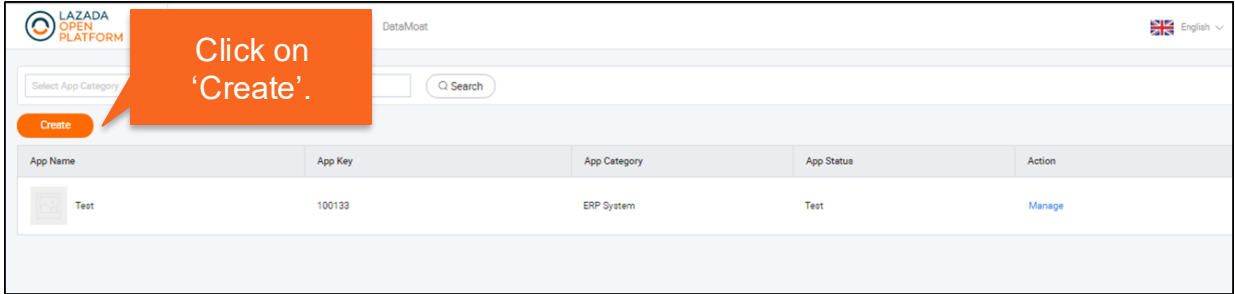 LAZADA
OPEN
PLATFORM
DataMoat
English
Click on
‘Create’.
Select App Category
Search
Create
App Name App Key App Category App Status Action
Test 100133 ERP System Test Manage